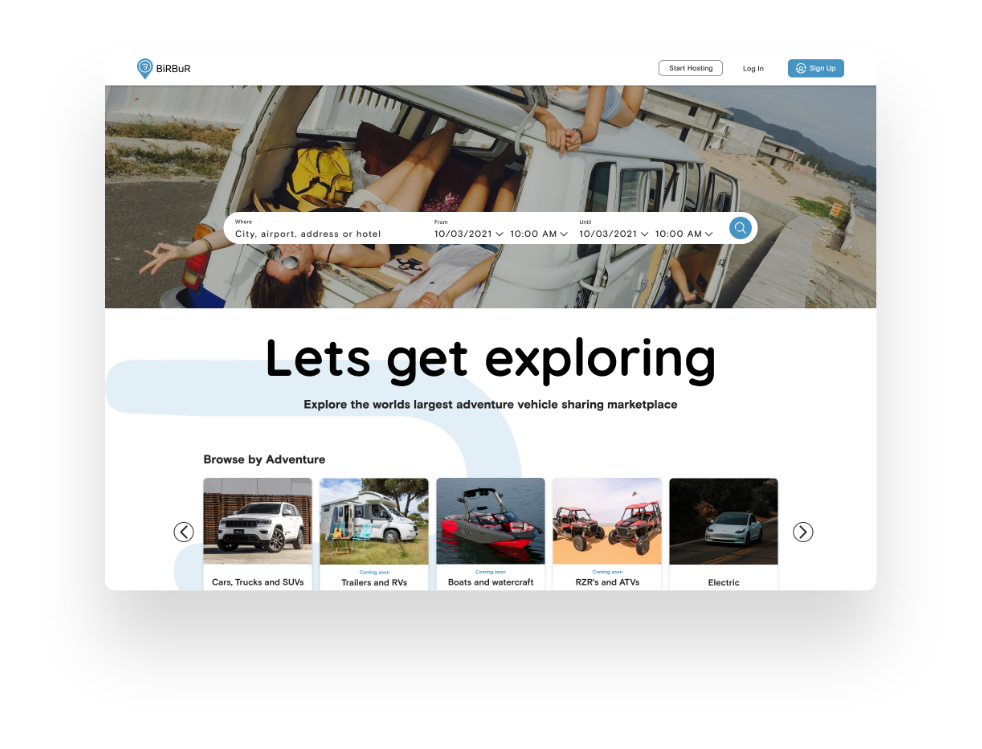 BiRBuR
Start Hosting
Log In
Sign Up
Where
From
Until
City, airport, address or hotel
10/03/2021
10:00 AM
10/03/2021
10:00 AM
Lets get exploring
Explore the worlds largest adventure vehicle sharing marketplace
Browse by Adventure
Cars, Trucks and SUVs
Coming soon
Trailers and RVs
Coming soon
Boats and watercraft
Coming soon
RZR's and ATVs
Electric